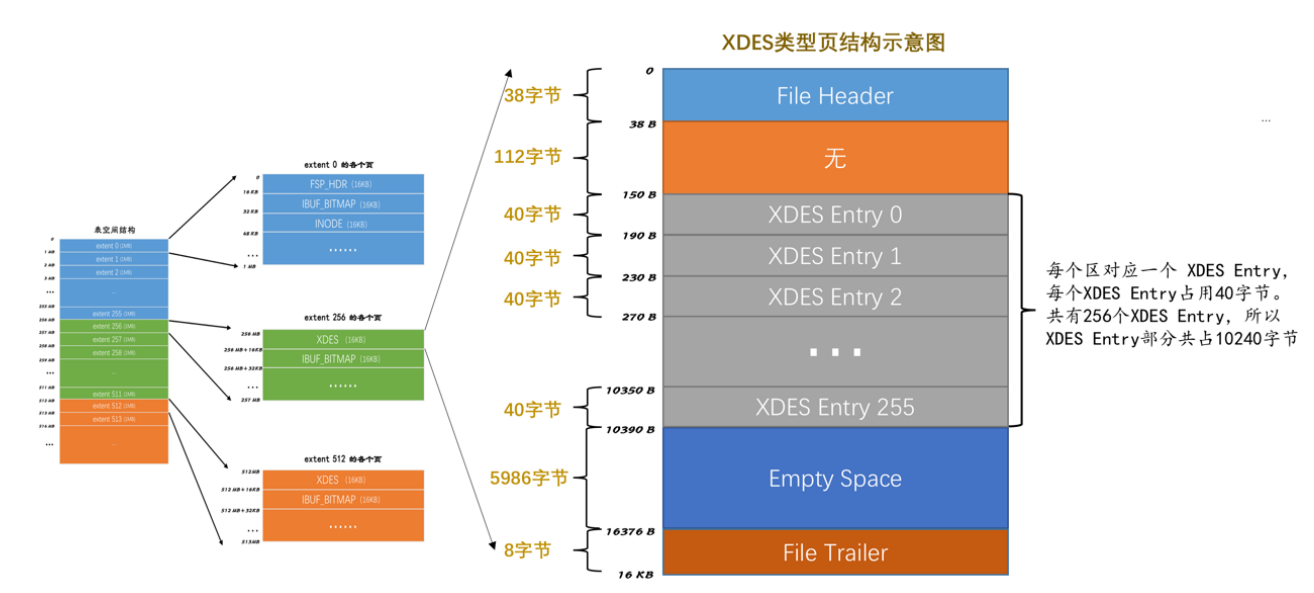 XDES类型页结构示意图
0
38字节
File Header
38 B
112字节
无
150 B
40字节
XDES Entry 0
190 B
40字节
XDES Entry 1
230 B
40字节
XDES Entry 2
270 B
...
10350 B
40字节
XDES Entry 255
10390 B
5986字节
Empty Space
16376 B
8字节
File Trailer
16 KB
每个区对应一个 XDES Entry,
每个XDES Entry占用40字节。
共有256个XDES Entry, 所以
XDES Entry部分共占10240字节
...
表空间结构
0
extent 0 (1MB)
1 MB
extent 1 (1MB)
2 MB
extent 2 (1MB)
3 MB
...
...
255 MB
extent 255 (1MB)
256 MB
extent 256 (1MB)
257 MB
extent 257 (1MB)
258 MB
extent 258 (1MB)
259 MB
...
...
511 MB
extent 511 (1MB)
512 MB
extent 512 (1MB)
513 MB
extent 513 (1MB)
514 MB
...
...
extent 0 的各个页
0
FSP_HDR (16KB)
16 KB
IBUF_BITMAP (16KB)
32 KB
INODE (16KB)
48 KB
......
...
1 MB
extent 256 的各个页
256 MB
XDES (16KB)
256 MB+16KB
IBUF_BITMAP (16KB)
256 MB+32KB
......
...
257 MB
extent 512 的各个页
512MB
XDES (16KB)
512 MB+16KB
IBUF_BITMAP (16KB)
512 MB+32KB
......
...
513MB